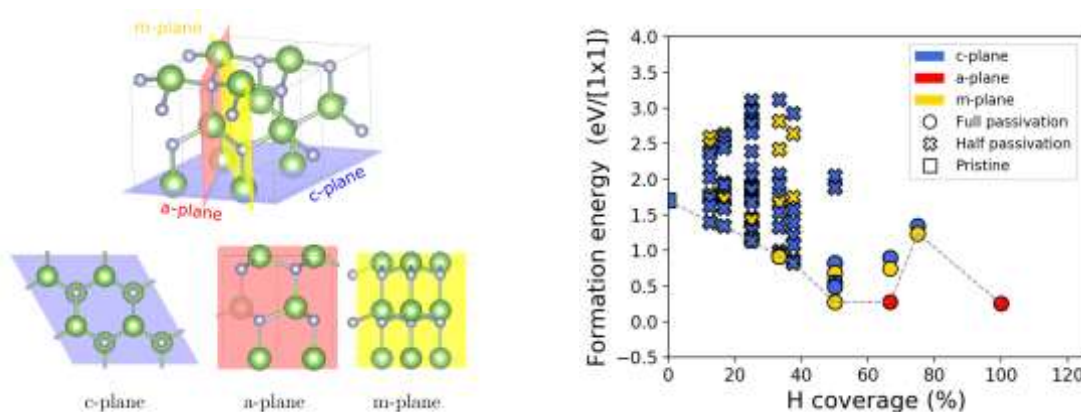 m-plane
a-plane
c-plane
c-plane
a-plane
m-plane
Formation energy (eV/[1x1])
4.0
3.5
3.0
2.5
2.0
1.5
1.0
0.5
0.0
−0.5
c-plane
a-plane
m-plane
Full passivation
Half passivation
Pristine
0 20 40 60 80 100 120
H coverage (%)